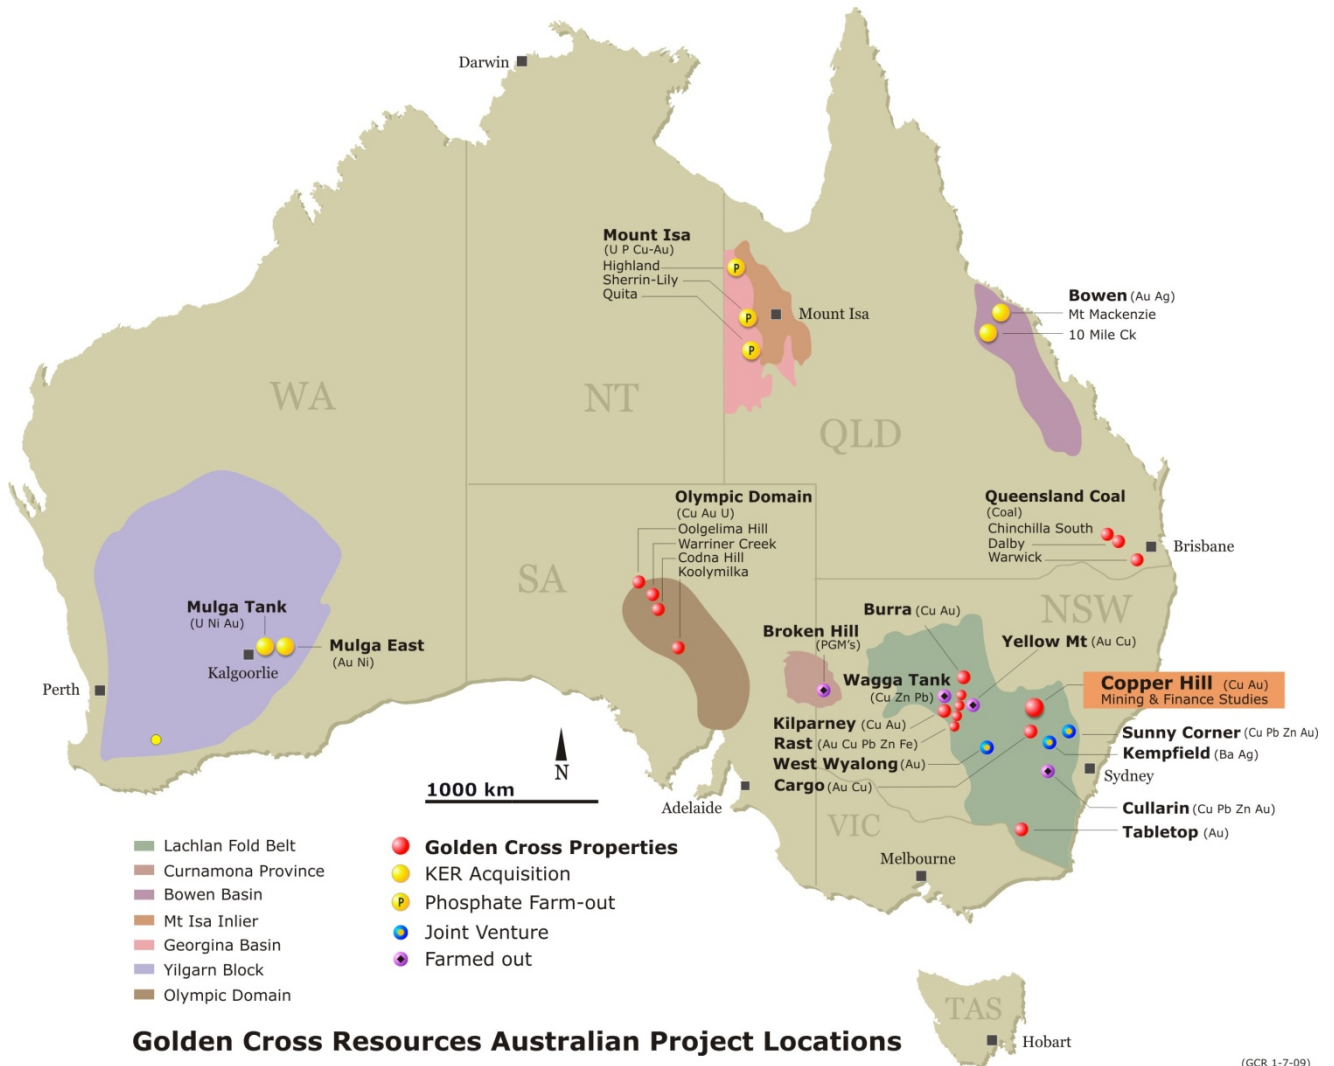 Darwin
Mount Isa
(U P Cu-Au)
Highland
Sherrin-Lily
Quita
P
P
P
Mount Isa
Bowen (Au Ag)
Mt Mackenzie
10 Mile Ck
WA
NT
QLD
Olympic Domain
(Cu Au U)
Oolgelima Hill
Warriner Creek
Codna Hill
Koolymilka
Queensland Coal
(Coal)
Chinchilla South
Dalby
Warwick
Brisbane
SA
NSW
Mulga Tank
(U Ni Au)
Kalgoorlie
Mulga East
(Au Ni)
Perth
Burra (Cu Au)
Broken Hill
(PGM's)
Yellow Mt (Au Cu)
Wagga Tank
(Cu Zn Pb)
Copper Hill (Cu Au)
Mining & Finance Studies
Kilparney (Cu Au)
Rast (Au Cu Pb Zn Fe)
West Wyalong (Au)
Cargo (Au Cu)
Sunny Corner (Cu Pb Zn Au)
Kempfield (Ba Ag)
Sydney
Cullarin (Cu Pb Zn Au)
Tabletop (Au)
N
1000 km
Adelaide
VIC
Melbourne
Lachlan Fold Belt
Curnamona Province
Bowen Basin
Mt Isa Inlier
Georgina Basin
Yilgarn Block
Olympic Domain
Golden Cross Properties
KER Acquisition
P
Phosphate Farm-out
Joint Venture
Farmed out
TAS
Hobart
Golden Cross Resources Australian Project Locations
(GCR 1-7-09)